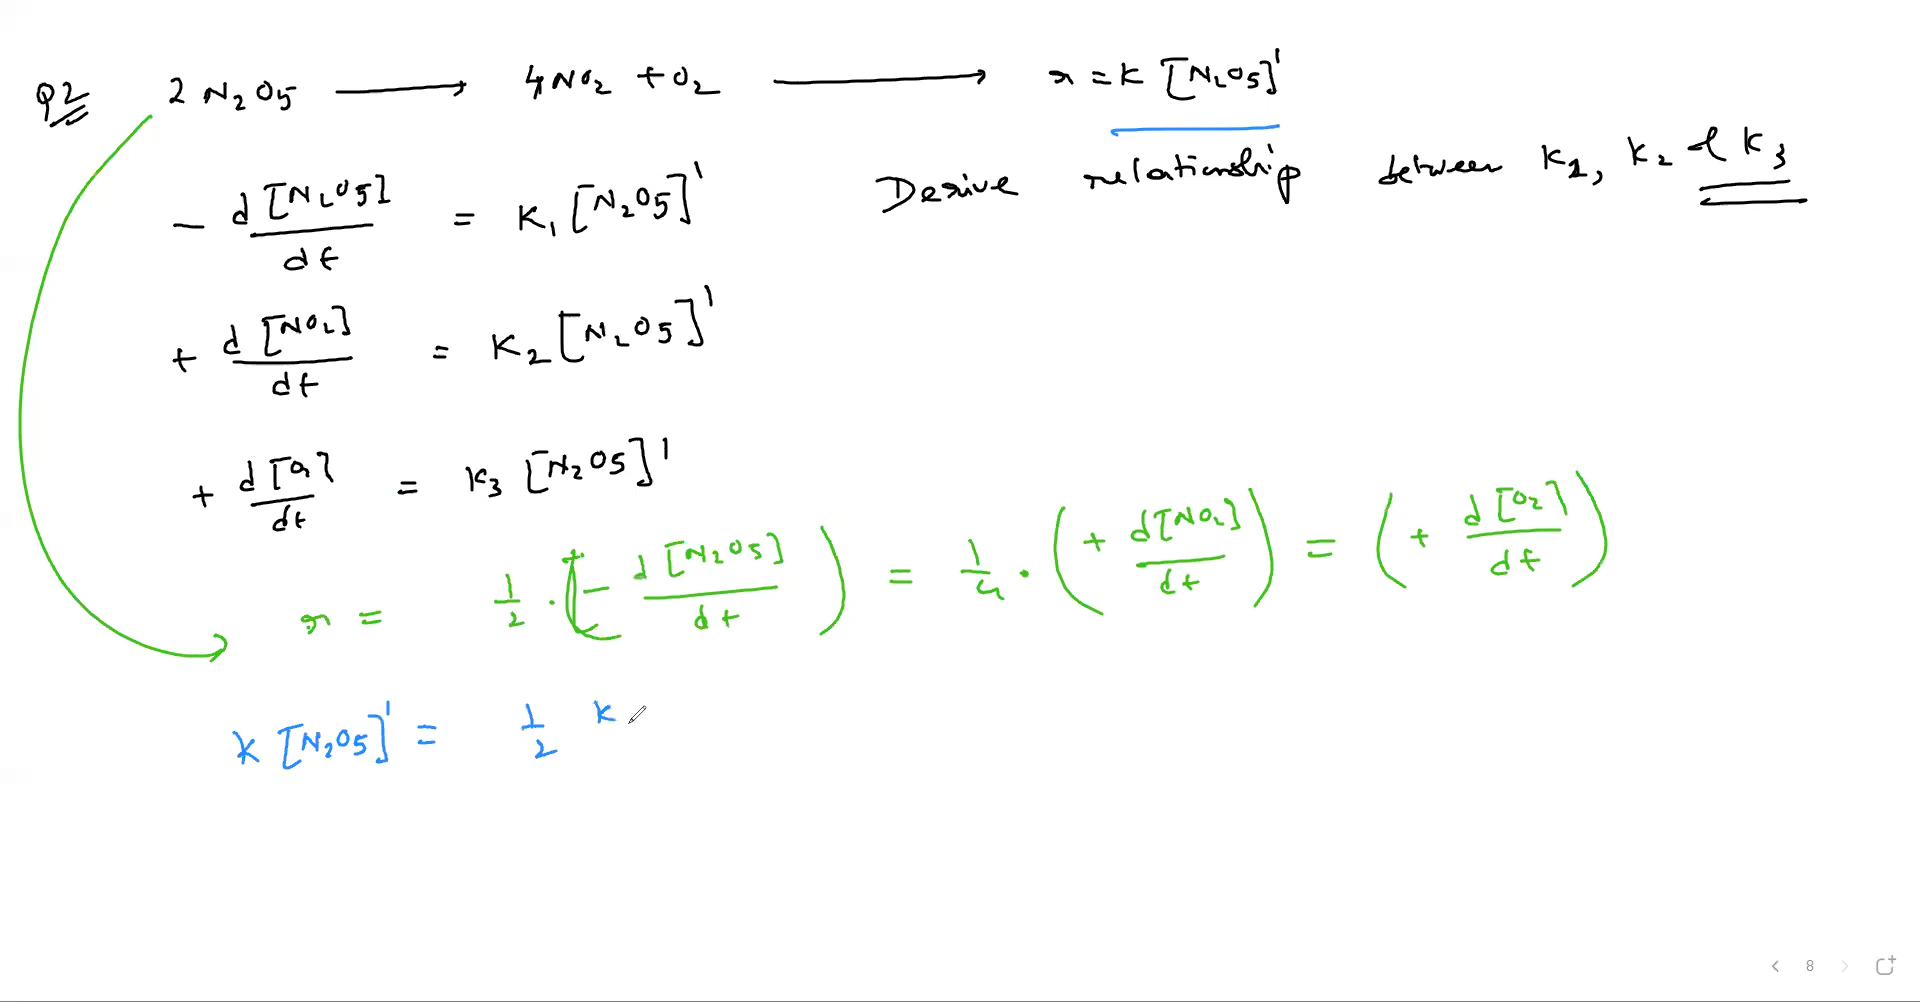 Q2 2 N2O5 ⟶ 4NO2 + O2 ⟶ r = k [N2O5]^1
Derive relationship between K1, K2 & K3
- d[N2O5]/dt = K1 [N2O5]^1
+ d[NO2]/dt = K2 [N2O5]^1
+ d[O2]/dt = K3 [N2O5]^1
r = 1/2 · (- d[N2O5]/dt) = 1/4 · (+ d[NO2]/dt) = (+ d[O2]/dt)
k [N2O5]^1 = 1/2 K
< 8 >